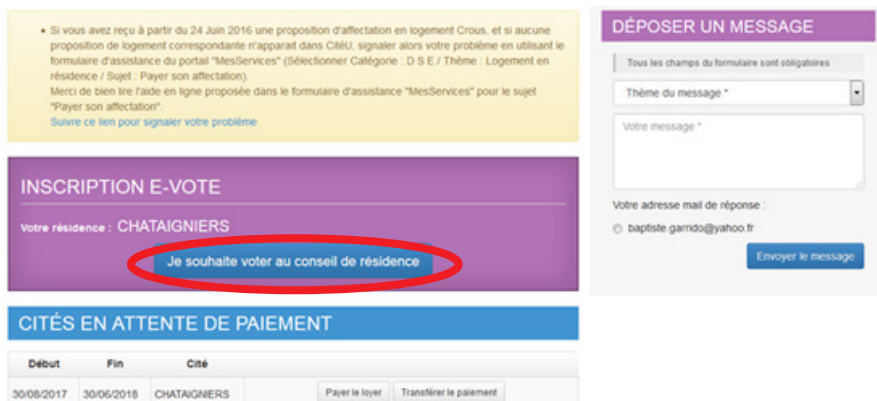 • Si vous avez reçu à partir du 24 Juin 2016 une proposition d'affectation en logement Crous, et si aucune
proposition de logement correspondante n'apparait dans CitéU, signaler alors votre problème en utilisant le
formulaire d'assistance du portail "MesServices" (Sélectionner Catégorie : D S E / Thème : Logement en
résidence / Sujet : Payer son affectation).
Merci de bien lire l'aide en ligne proposée dans le formulaire d'assistance "MesServices" pour le sujet
"Payer son affectation".
Suivre ce lien pour signaler votre problème
INSCRIPTION E-VOTE
Votre résidence : CHATAIGNIERS
Je souhaite voter au conseil de résidence
CITÉS EN ATTENTE DE PAIEMENT
Début Fin Cité
30/08/2017 30/06/2018 CHATAIGNIERS Payer le loyer Transférer le paiement
DÉPOSER UN MESSAGE
Tous les champs du formulaire sont obligatoires
Thème du message *
Votre message *
Votre adresse mail de réponse :
baptiste.garrido@yahoo.fr
Envoyer le message